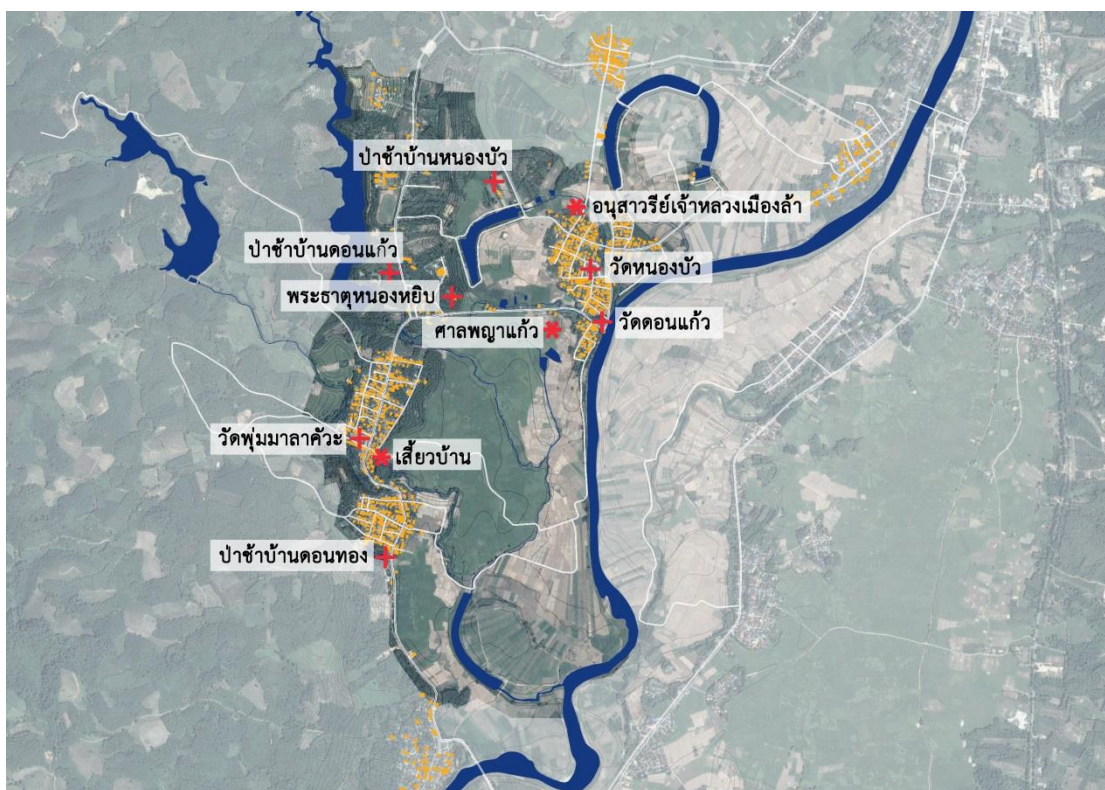 ป่าช้าบ้านหนองบัว
อนุสาวรีย์เจ้าหลวงเมืองล้า
ป่าช้าบ้านดอนแก้ว
วัดหนองบัว
พระธาตุหนองหยิบ
ศาลพญาแก้ว
วัดดอนแก้ว
วัดพุ่มมาลาคัวะ
เสี้ยวบ้าน
ป่าช้าบ้านดอนทอง